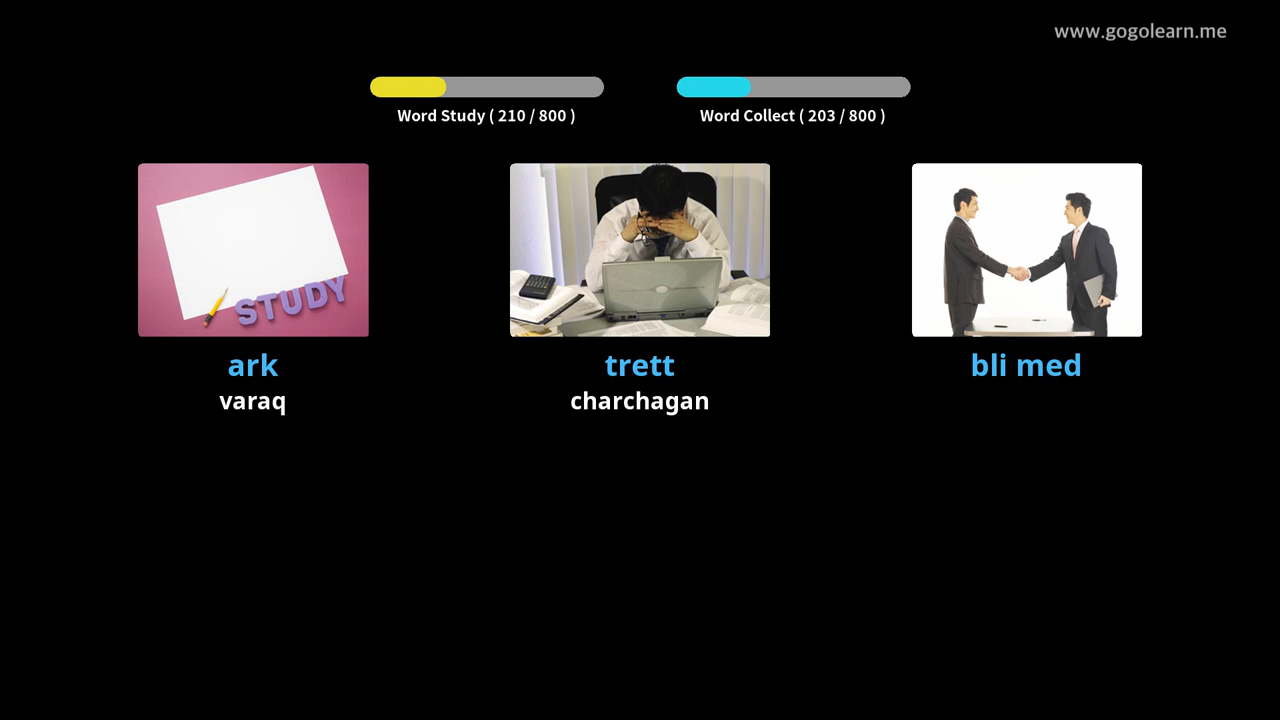 www.gogolearn.me
Word Study ( 210 / 800 )
Word Collect ( 203 / 800 )
STUDY
ark
trett
bli med
varaq
charchagan